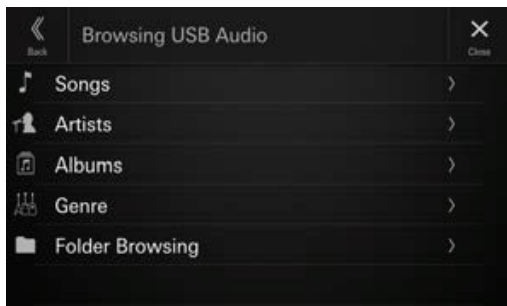 Back
Browsing USB Audio
Close
Songs
Artists
Albums
Genre
Folder Browsing